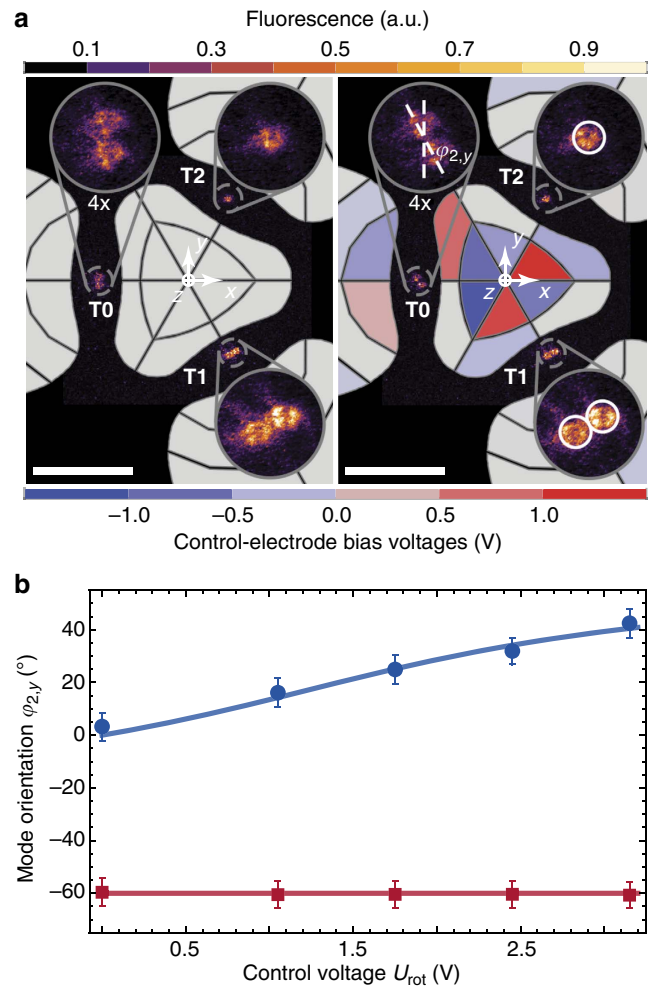 a
Fluorescence (a.u.)
0.1 0.3 0.5 0.7 0.9
T2 φ2,y T2
4x 4x
y y
z x z x
T0 T0
T1 T1
−1.0 −0.5 0.0 0.5 1.0
Control-electrode bias voltages (V)
b
Mode orientation φ2,y (°)
40
20
0
−20
−40
−60
0.5 1.5 2.5
Control voltage Urot (V)